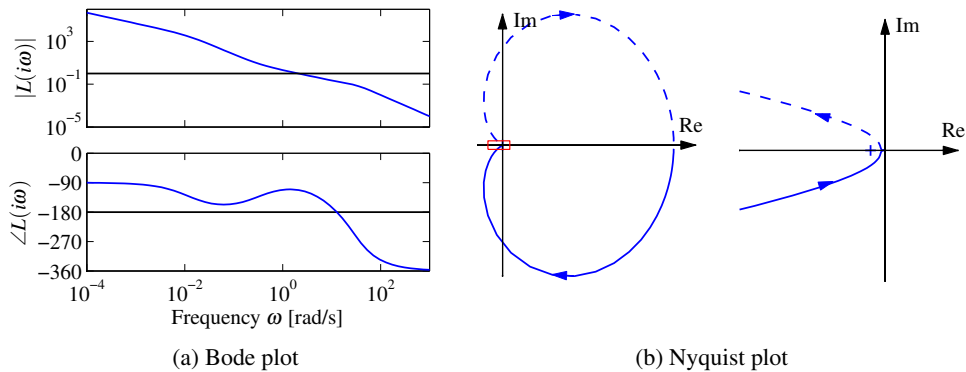 |L(iω)|
10^3
10^-1
10^-5
∠L(iω)
0
−90
−180
−270
−360
10^-4
10^-2
10^0
10^2
Frequency ω [rad/s]
(a) Bode plot
Im
Re
Im
Re
(b) Nyquist plot